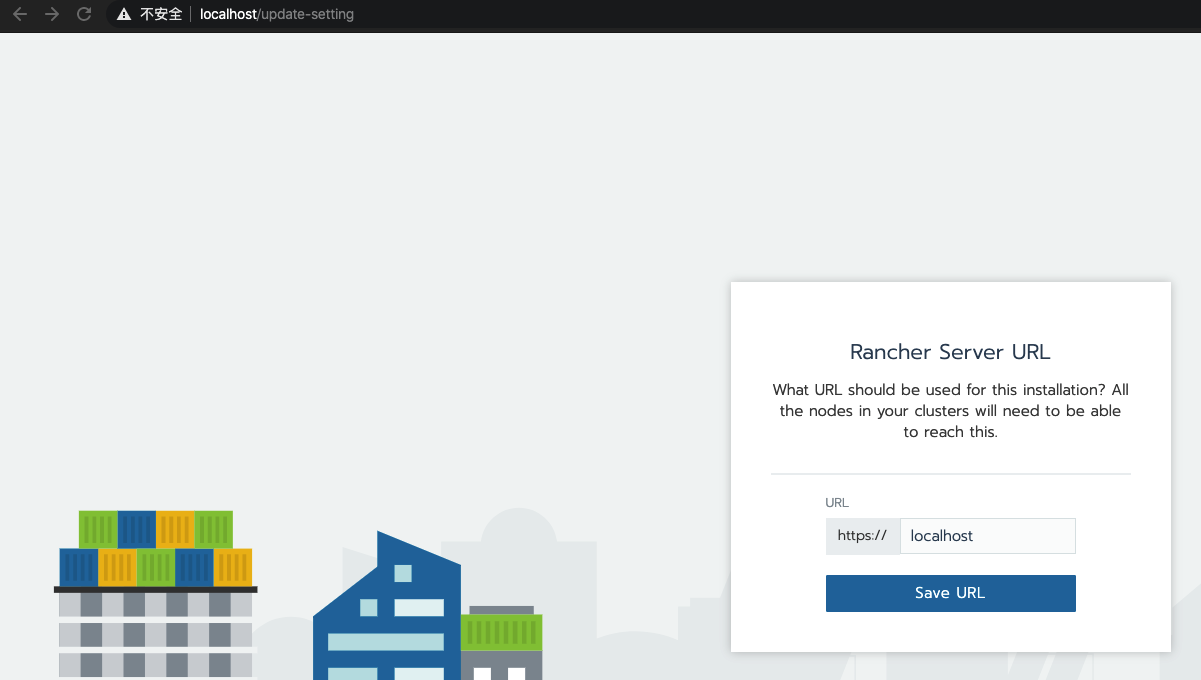 不安全 localhost/update-setting
Rancher Server URL
What URL should be used for this installation? All
the nodes in your clusters will need to be able
to reach this.
URL
https:// localhost
Save URL